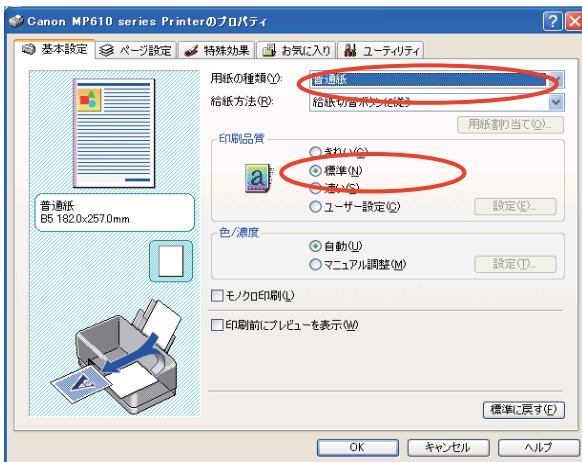 Canon MP610 series Printerのプロパティ
基本設定 ページ設定 特殊効果 お気に入り ユーティリティ
用紙の種類(Y): 普通紙
給紙方法(R): 給紙切替ボタンに従う
用紙割り当て(O)...
印刷品質
きれい(G)
標準(N)
速い(S)
ユーザー設定(C) 設定(E)...
普通紙
B5 182.0x257.0mm
色/濃度
自動(U)
マニュアル調整(M) 設定(T)...
モノクロ印刷(L)
印刷前にプレビューを表示(W)
標準に戻す(F)
OK キャンセル ヘルプ